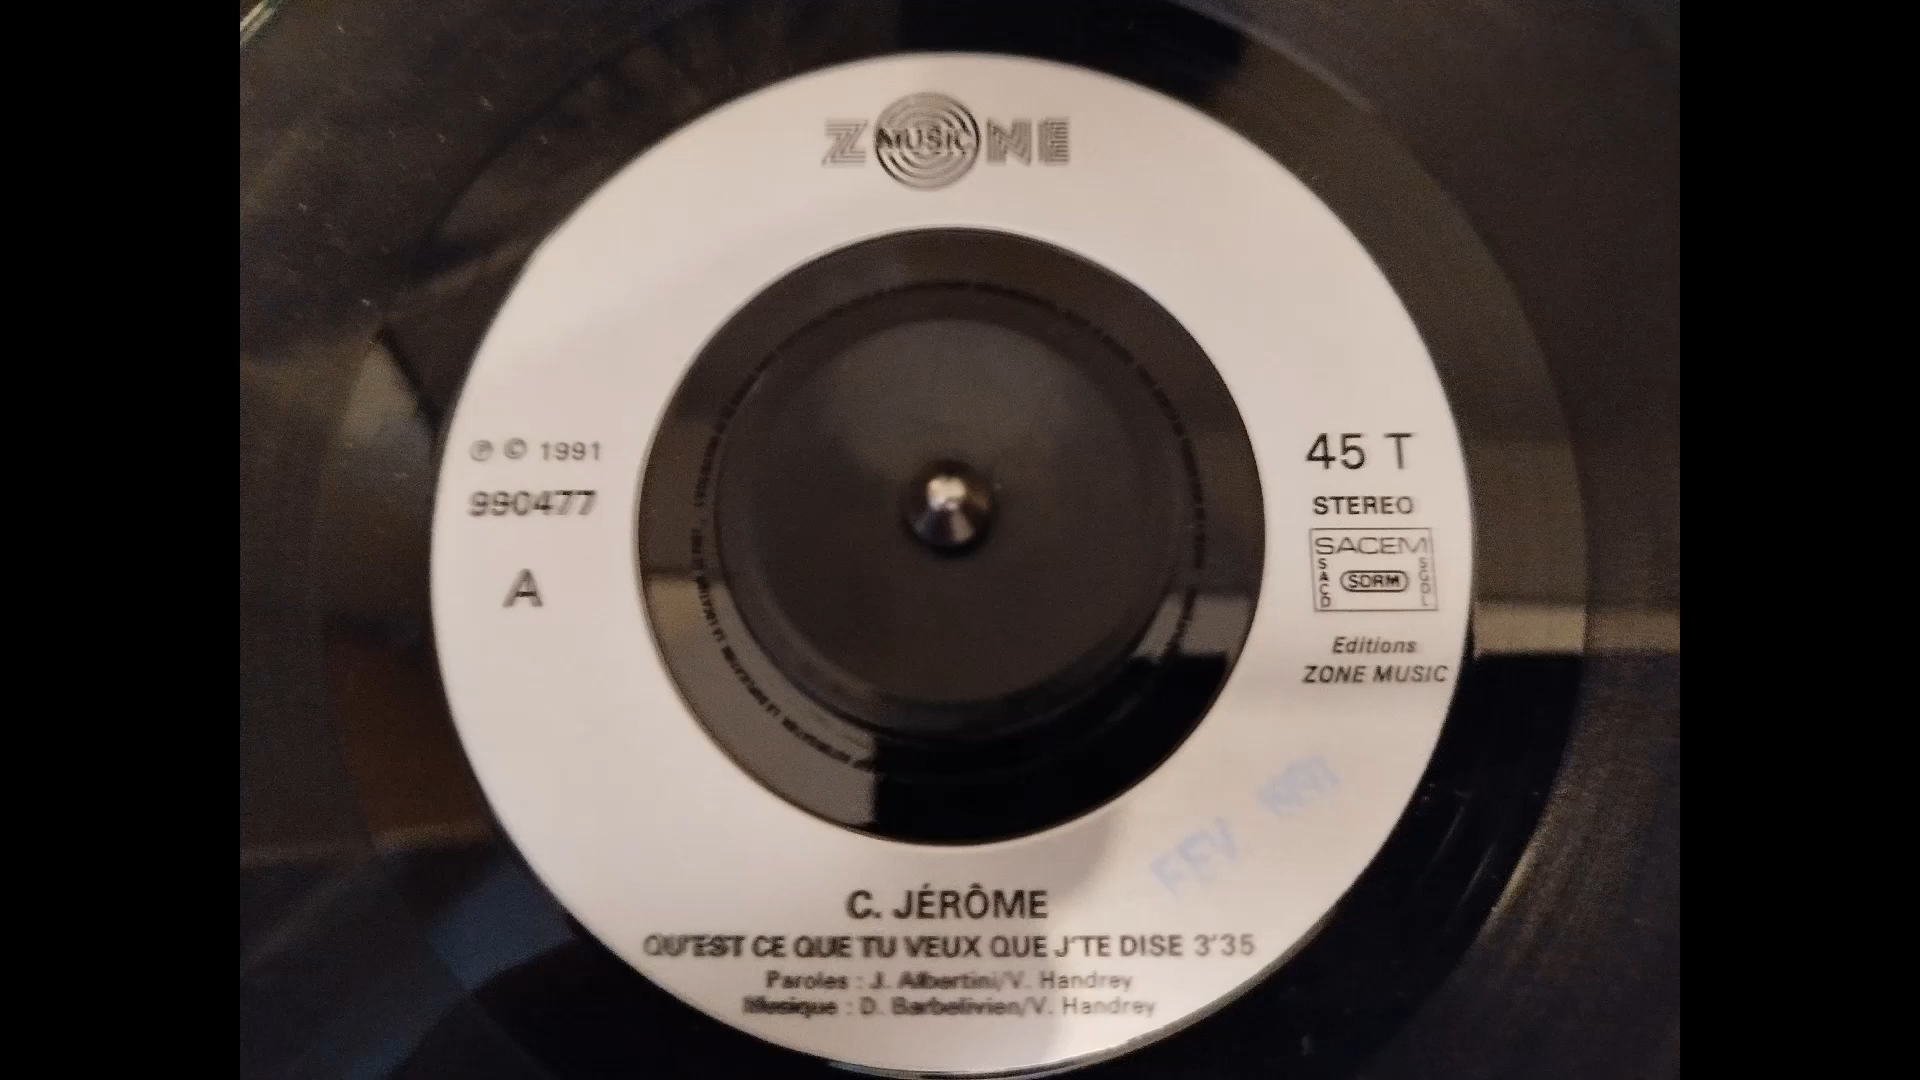 ZONE
MUSIC
℗ © 1991
990477
A
45 T
STEREO
SACEM
SACD
SDRM
SGDL
Editions
ZONE MUSIC
FEV 1991
C. JÉRÔME
QU'EST CE QUE TU VEUX QUE J'TE DISE 3'35
Paroles : J. Albertini/V. Handrey
Musique : D. Barbelivien/V. Handrey